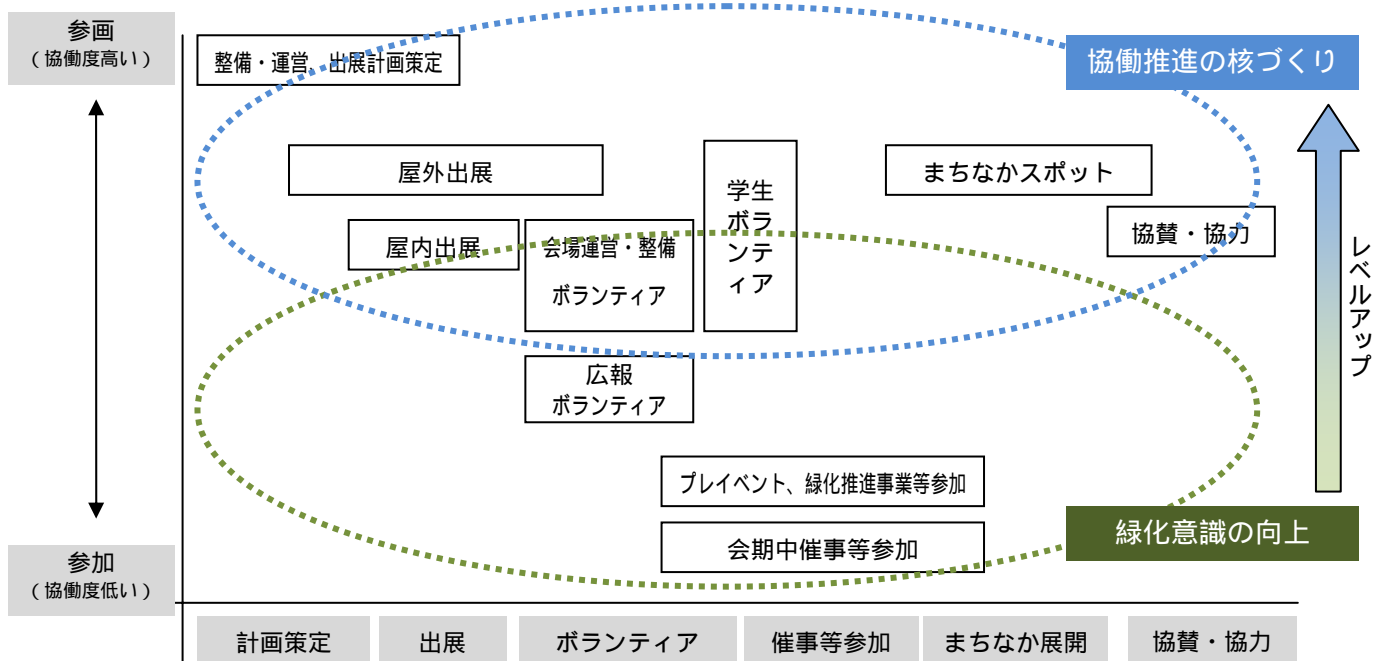 参画
（協働度高い）
整備・運営、出展計画策定
協働推進の核づくり
屋外出展
学生
ボラ
ンテ
ィア
まちなかスポット
屋内出展
会場運営・整備
ボランティア
協賛・協力
レベルアップ
広報
ボランティア
プレイベント、緑化推進事業等参加
会期中催事等参加
緑化意識の向上
参加
（協働度低い）
計画策定
出展
ボランティア
催事等参加
まちなか展開
協賛・協力